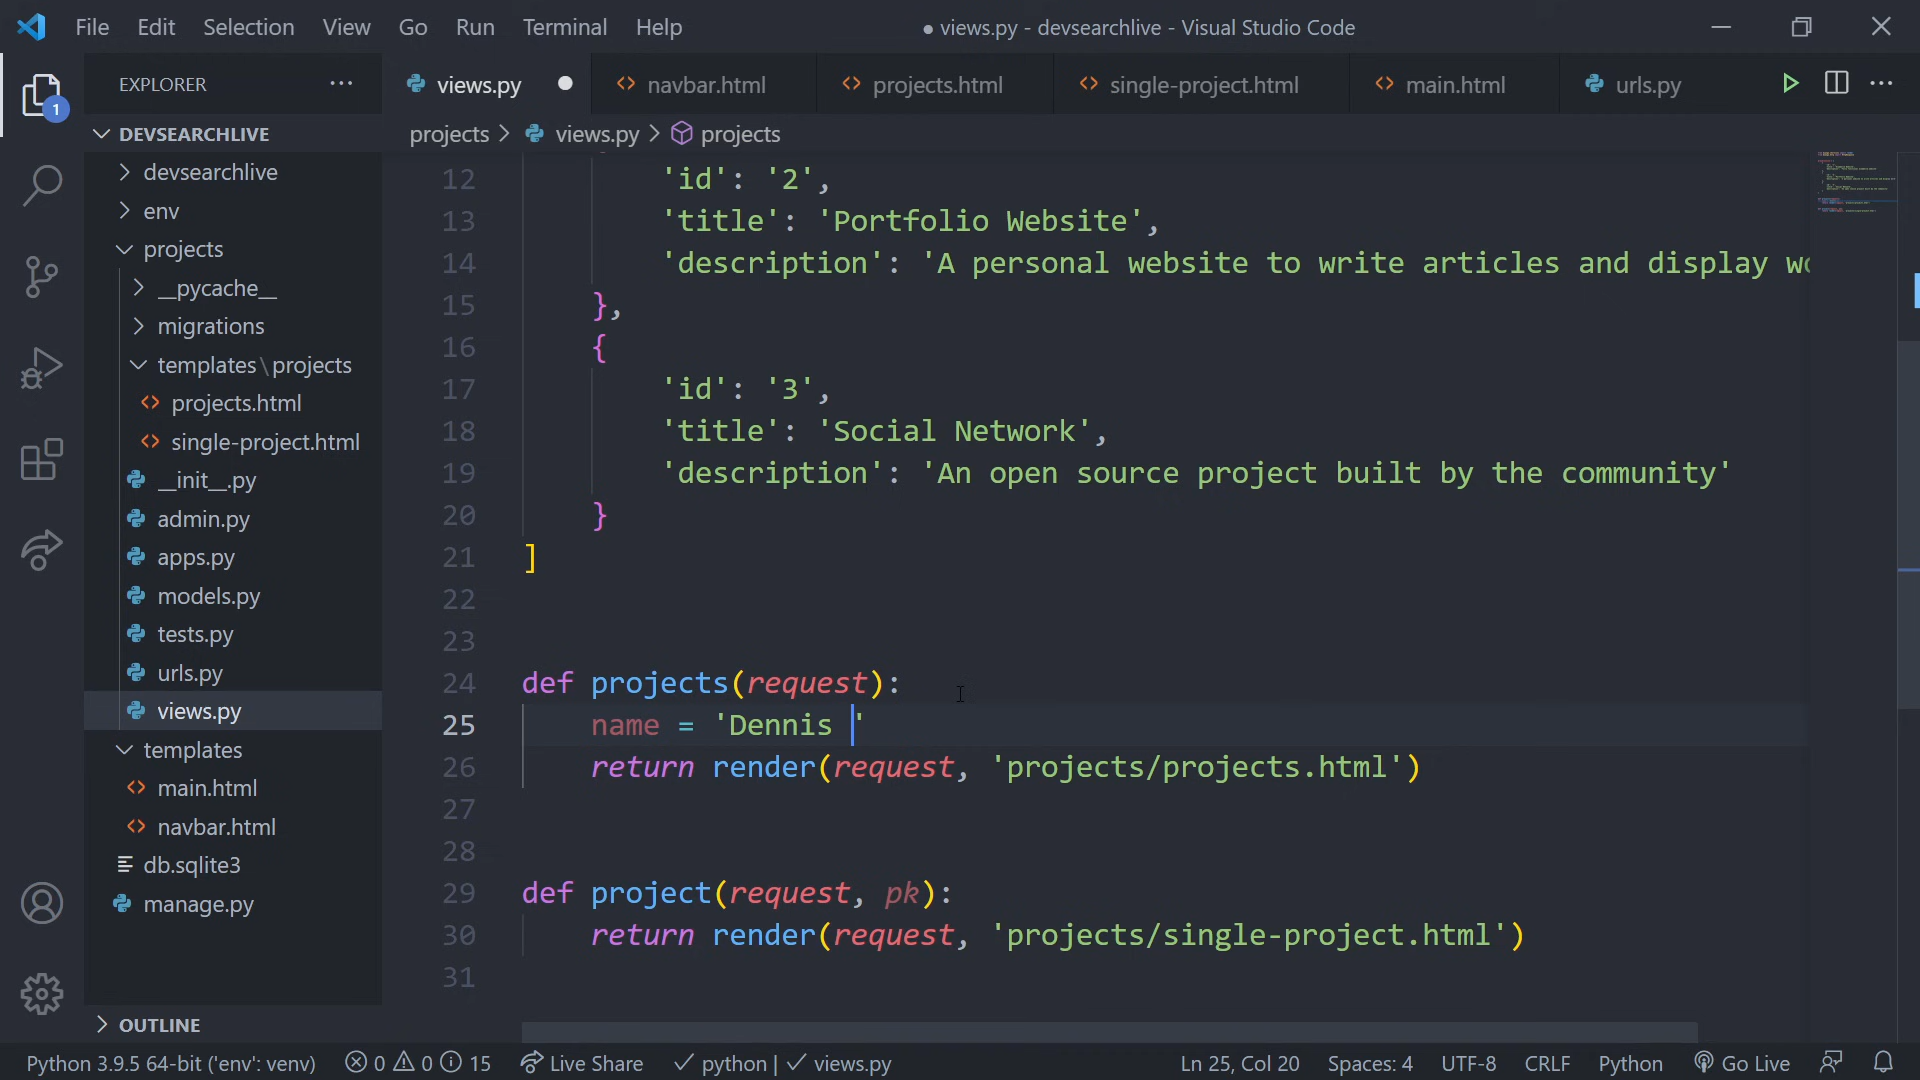 File Edit Selection View Go Run Terminal Help
● views.py - devsearchlive - Visual Studio Code
EXPLORER
views.py
navbar.html
projects.html
single-project.html
main.html
urls.py
projects > views.py > projects
1
DEVSEARCHLIVE
devsearchlive
env
projects
__pycache__
migrations
templates\projects
projects.html
single-project.html
__init__.py
admin.py
apps.py
models.py
tests.py
urls.py
views.py
templates
main.html
navbar.html
db.sqlite3
manage.py
OUTLINE
12 'id': '2',
13 'title': 'Portfolio Website',
14 'description': 'A personal website to write articles and display
15 },
16 {
17 'id': '3',
18 'title': 'Social Network',
19 'description': 'An open source project built by the community'
20 }
21 ]
22
23
24 def projects(request):
25 name = 'Dennis '
26 return render(request, 'projects/projects.html')
27
28
29 def project(request, pk):
30 return render(request, 'projects/single-project.html')
31
Python 3.9.5 64-bit ('env': venv) 0 0 15 Live Share python | views.py Ln 25, Col 20 Spaces: 4 UTF-8 CRLF Python Go Live